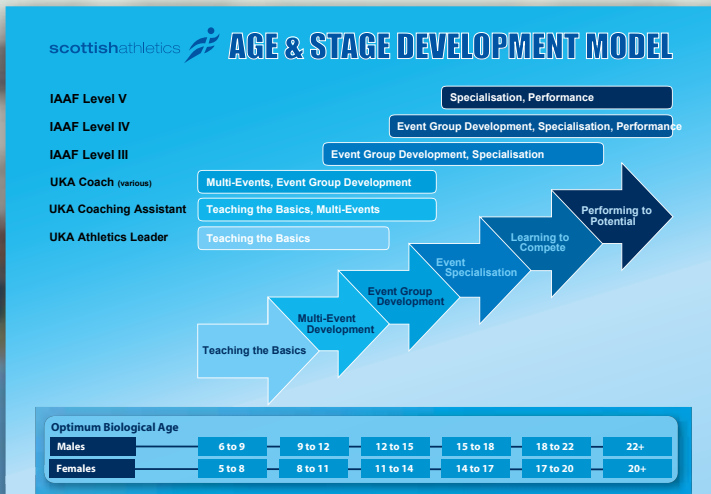 scottishathletics AGE & STAGE DEVELOPMENT MODEL
IAAF Level V Specialisation, Performance
IAAF Level IV Event Group Development, Specialisation, Performance
IAAF Level III Event Group Development, Specialisation
UKA Coach (various) Multi-Events, Event Group Development
UKA Coaching Assistant Teaching the Basics, Multi-Events
UKA Athletics Leader Teaching the Basics
Performing to
Potential
Learning to
Compete
Event
Specialisation
Event Group
Development
Multi-Event
Development
Teaching the Basics
Optimum Biological Age
Males 6 to 9 9 to 12 12 to 15 15 to 18 18 to 22 22+
Females 5 to 8 8 to 11 11 to 14 14 to 17 17 to 20 20+